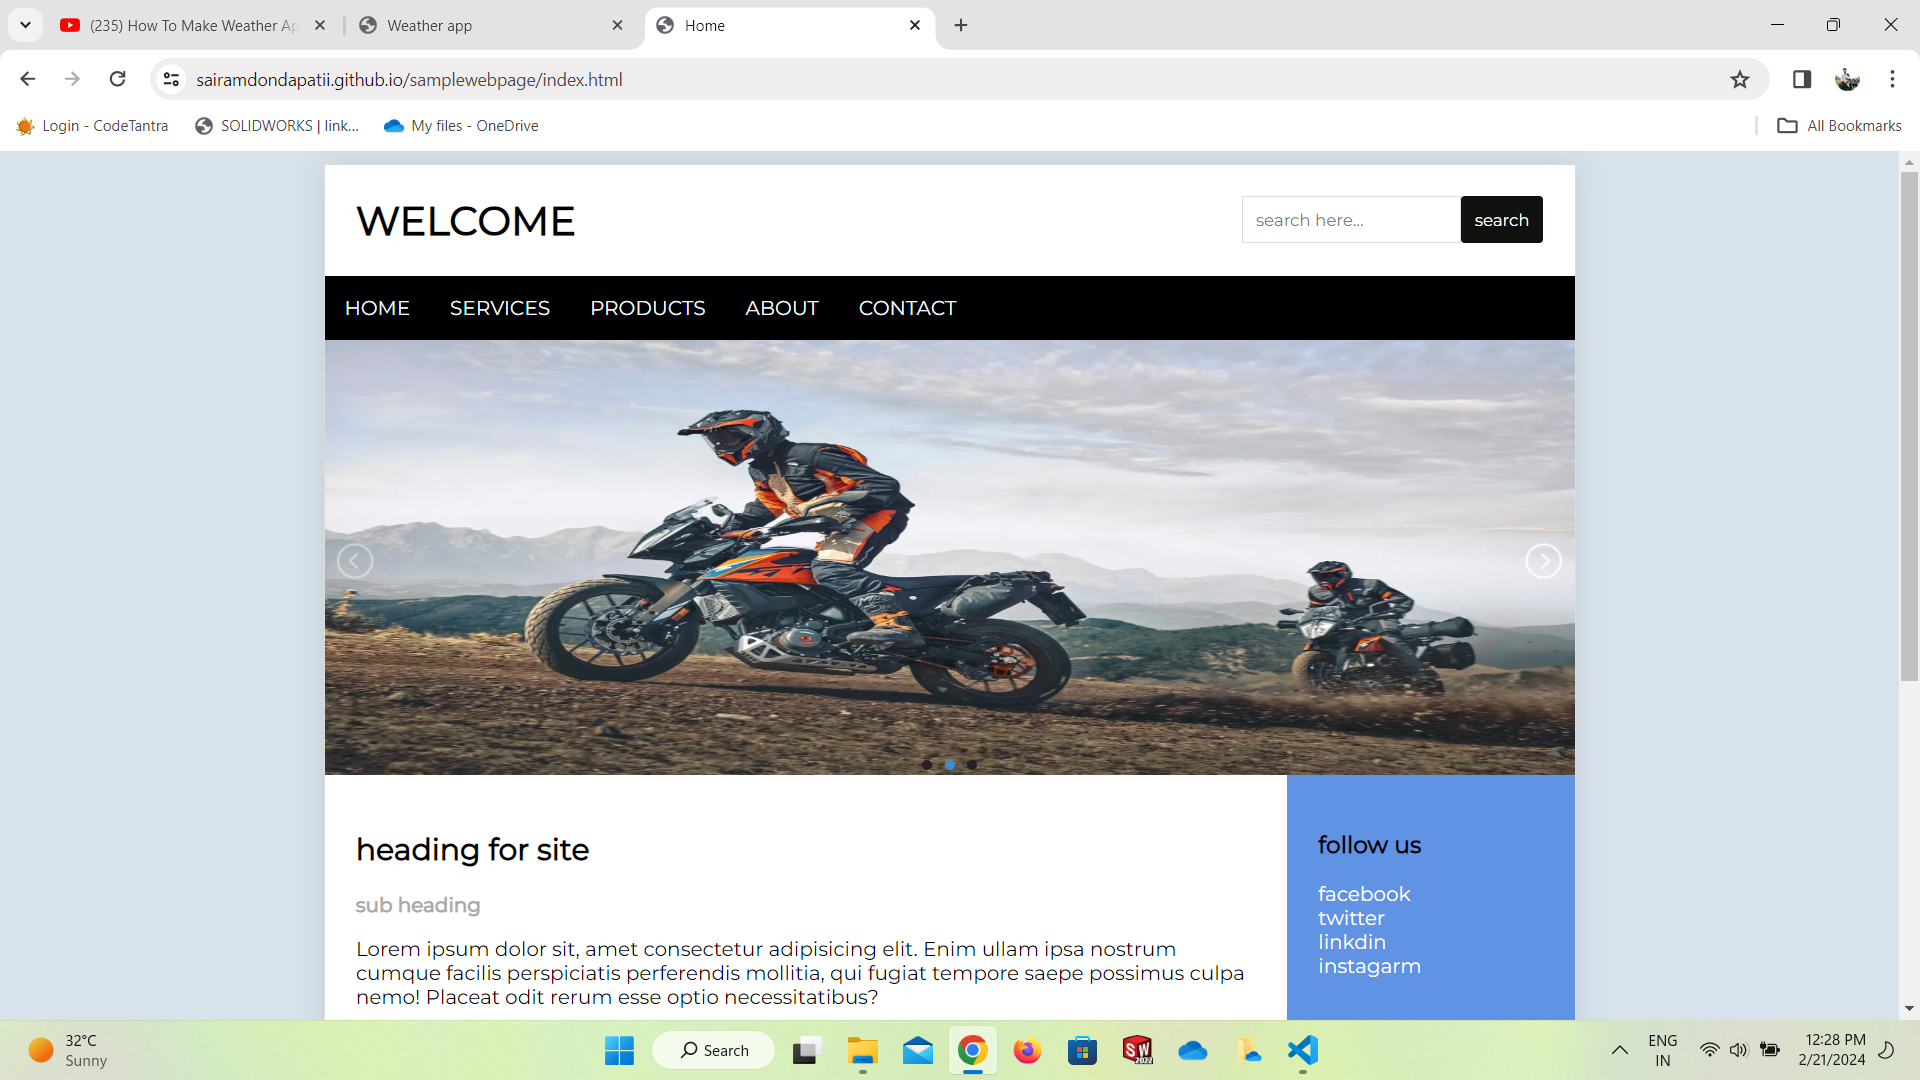 (235) How To Make Weather Ap
Weather app
Home
sairamdondapatii.github.io/samplewebpage/index.html
Login - CodeTantra
SOLIDWORKS | link...
My files - OneDrive
All Bookmarks
WELCOME
search here...
search
HOME SERVICES PRODUCTS ABOUT CONTACT
heading for site
sub heading
Lorem ipsum dolor sit, amet consectetur adipisicing elit. Enim ullam ipsa nostrum
cumque facilis perspiciatis perferendis mollitia, qui fugiat tempore saepe possimus culpa
nemo! Placeat odit rerum esse optio necessitatibus?
follow us
facebook
twitter
linkdin
instagarm
32°C
Sunny
Search
SW
2022
ENG
IN
12:28 PM
2/21/2024